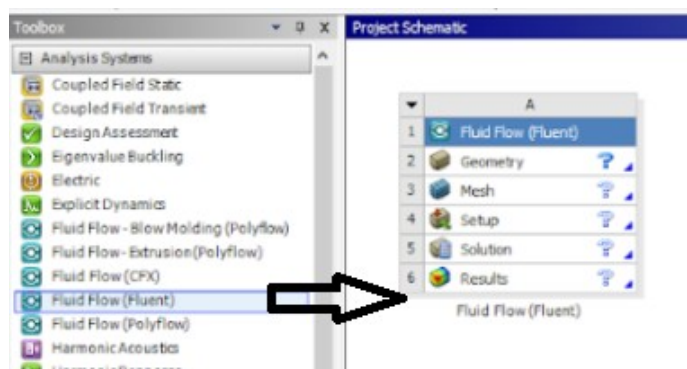 Toolbox
Analysis Systems
Coupled Field Static
Coupled Field Transient
Design Assessment
Eigenvalue Buckling
Electric
Explicit Dynamics
Fluid Flow - Blow Molding (Polyflow)
Fluid Flow - Extrusion (Polyflow)
Fluid Flow (CFX)
Fluid Flow (Fluent)
Fluid Flow (Polyflow)
Harmonic Acoustics
Project Schematic
A
1 Fluid Flow (Fluent)
2 Geometry ?
3 Mesh ?
4 Setup ?
5 Solution ?
6 Results ?
Fluid Flow (Fluent)